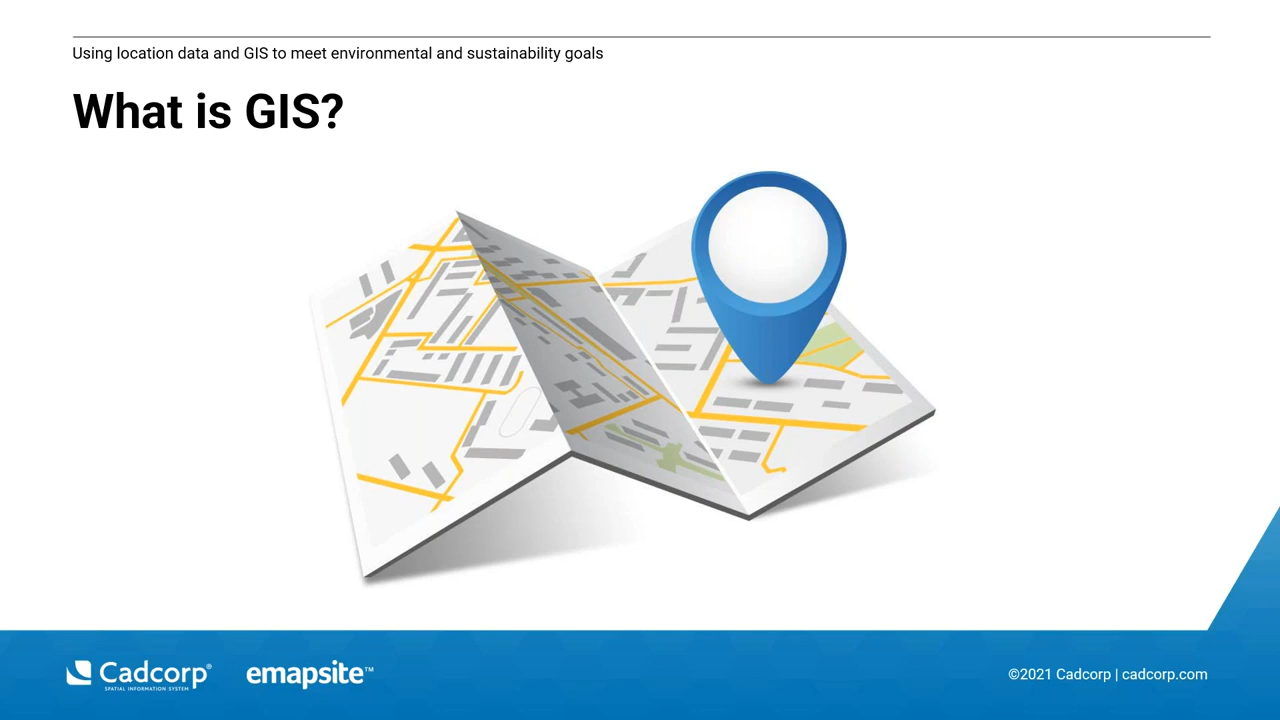 Using location data and GIS to meet environmental and sustainability goals
What is GIS?
Cadcorp®
SPATIAL INFORMATION SYSTEM
emapsite™
©2021 Cadcorp | cadcorp.com